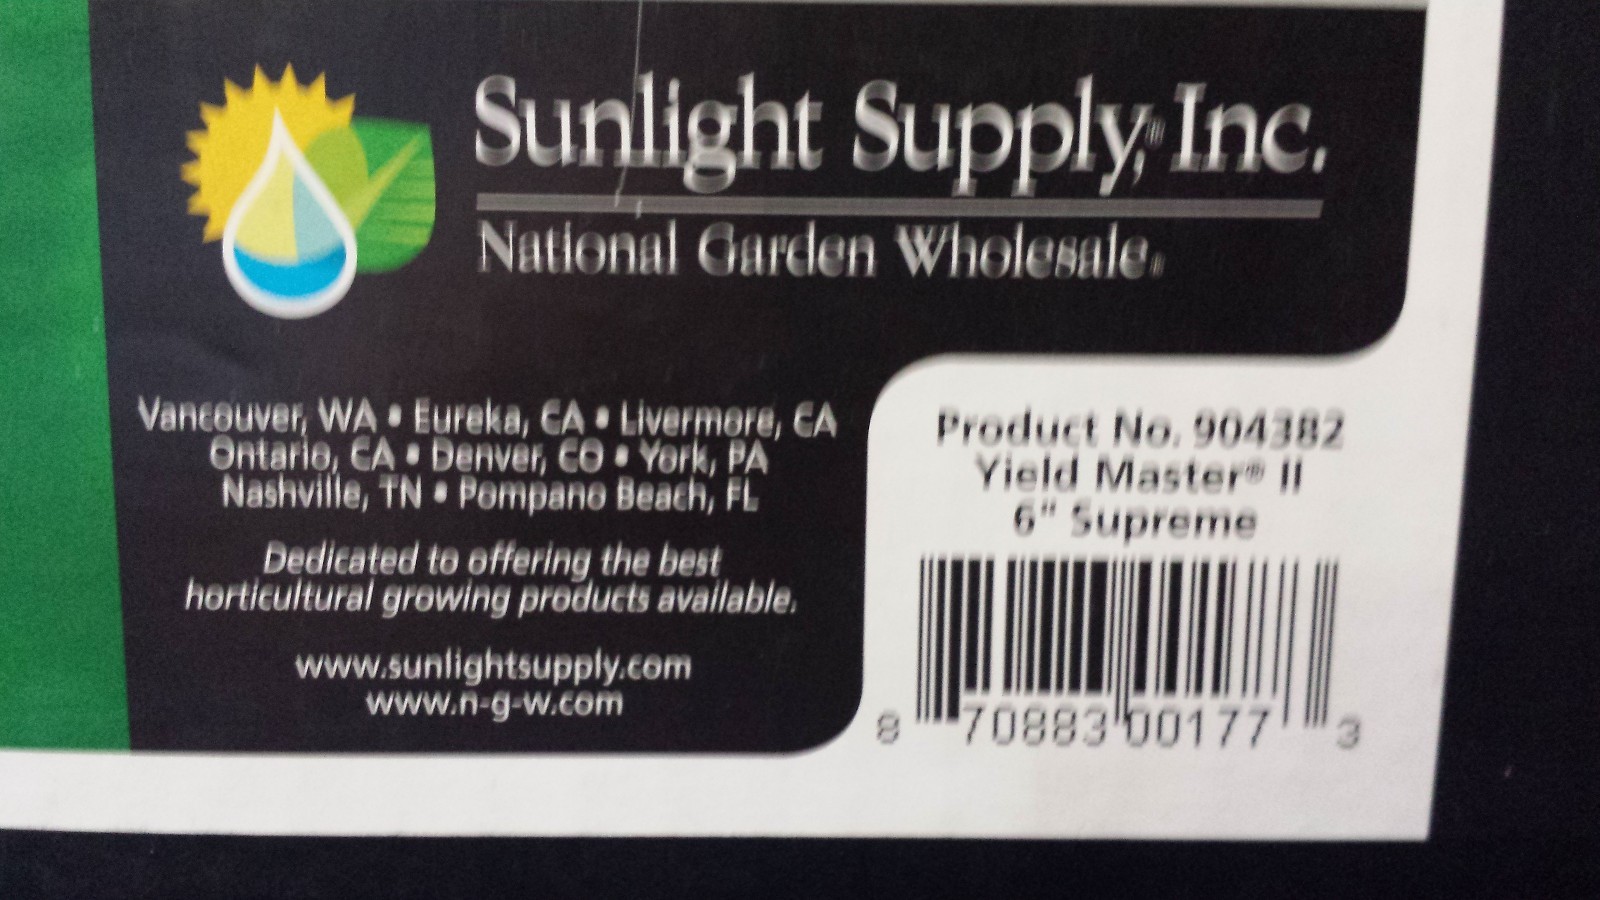 Sunlight Supply,® Inc.
National Garden Wholesale®
Vancouver, WA • Eureka, CA • Livermore, CA
Ontario, CA • Denver, CO • York, PA
Nashville, TN • Pompano Beach, FL
Dedicated to offering the best
horticultural growing products available.
www.sunlightsupply.com
www.n-g-w.com
Product No. 904382
Yield Master® II
6" Supreme
8 70883 00177 3